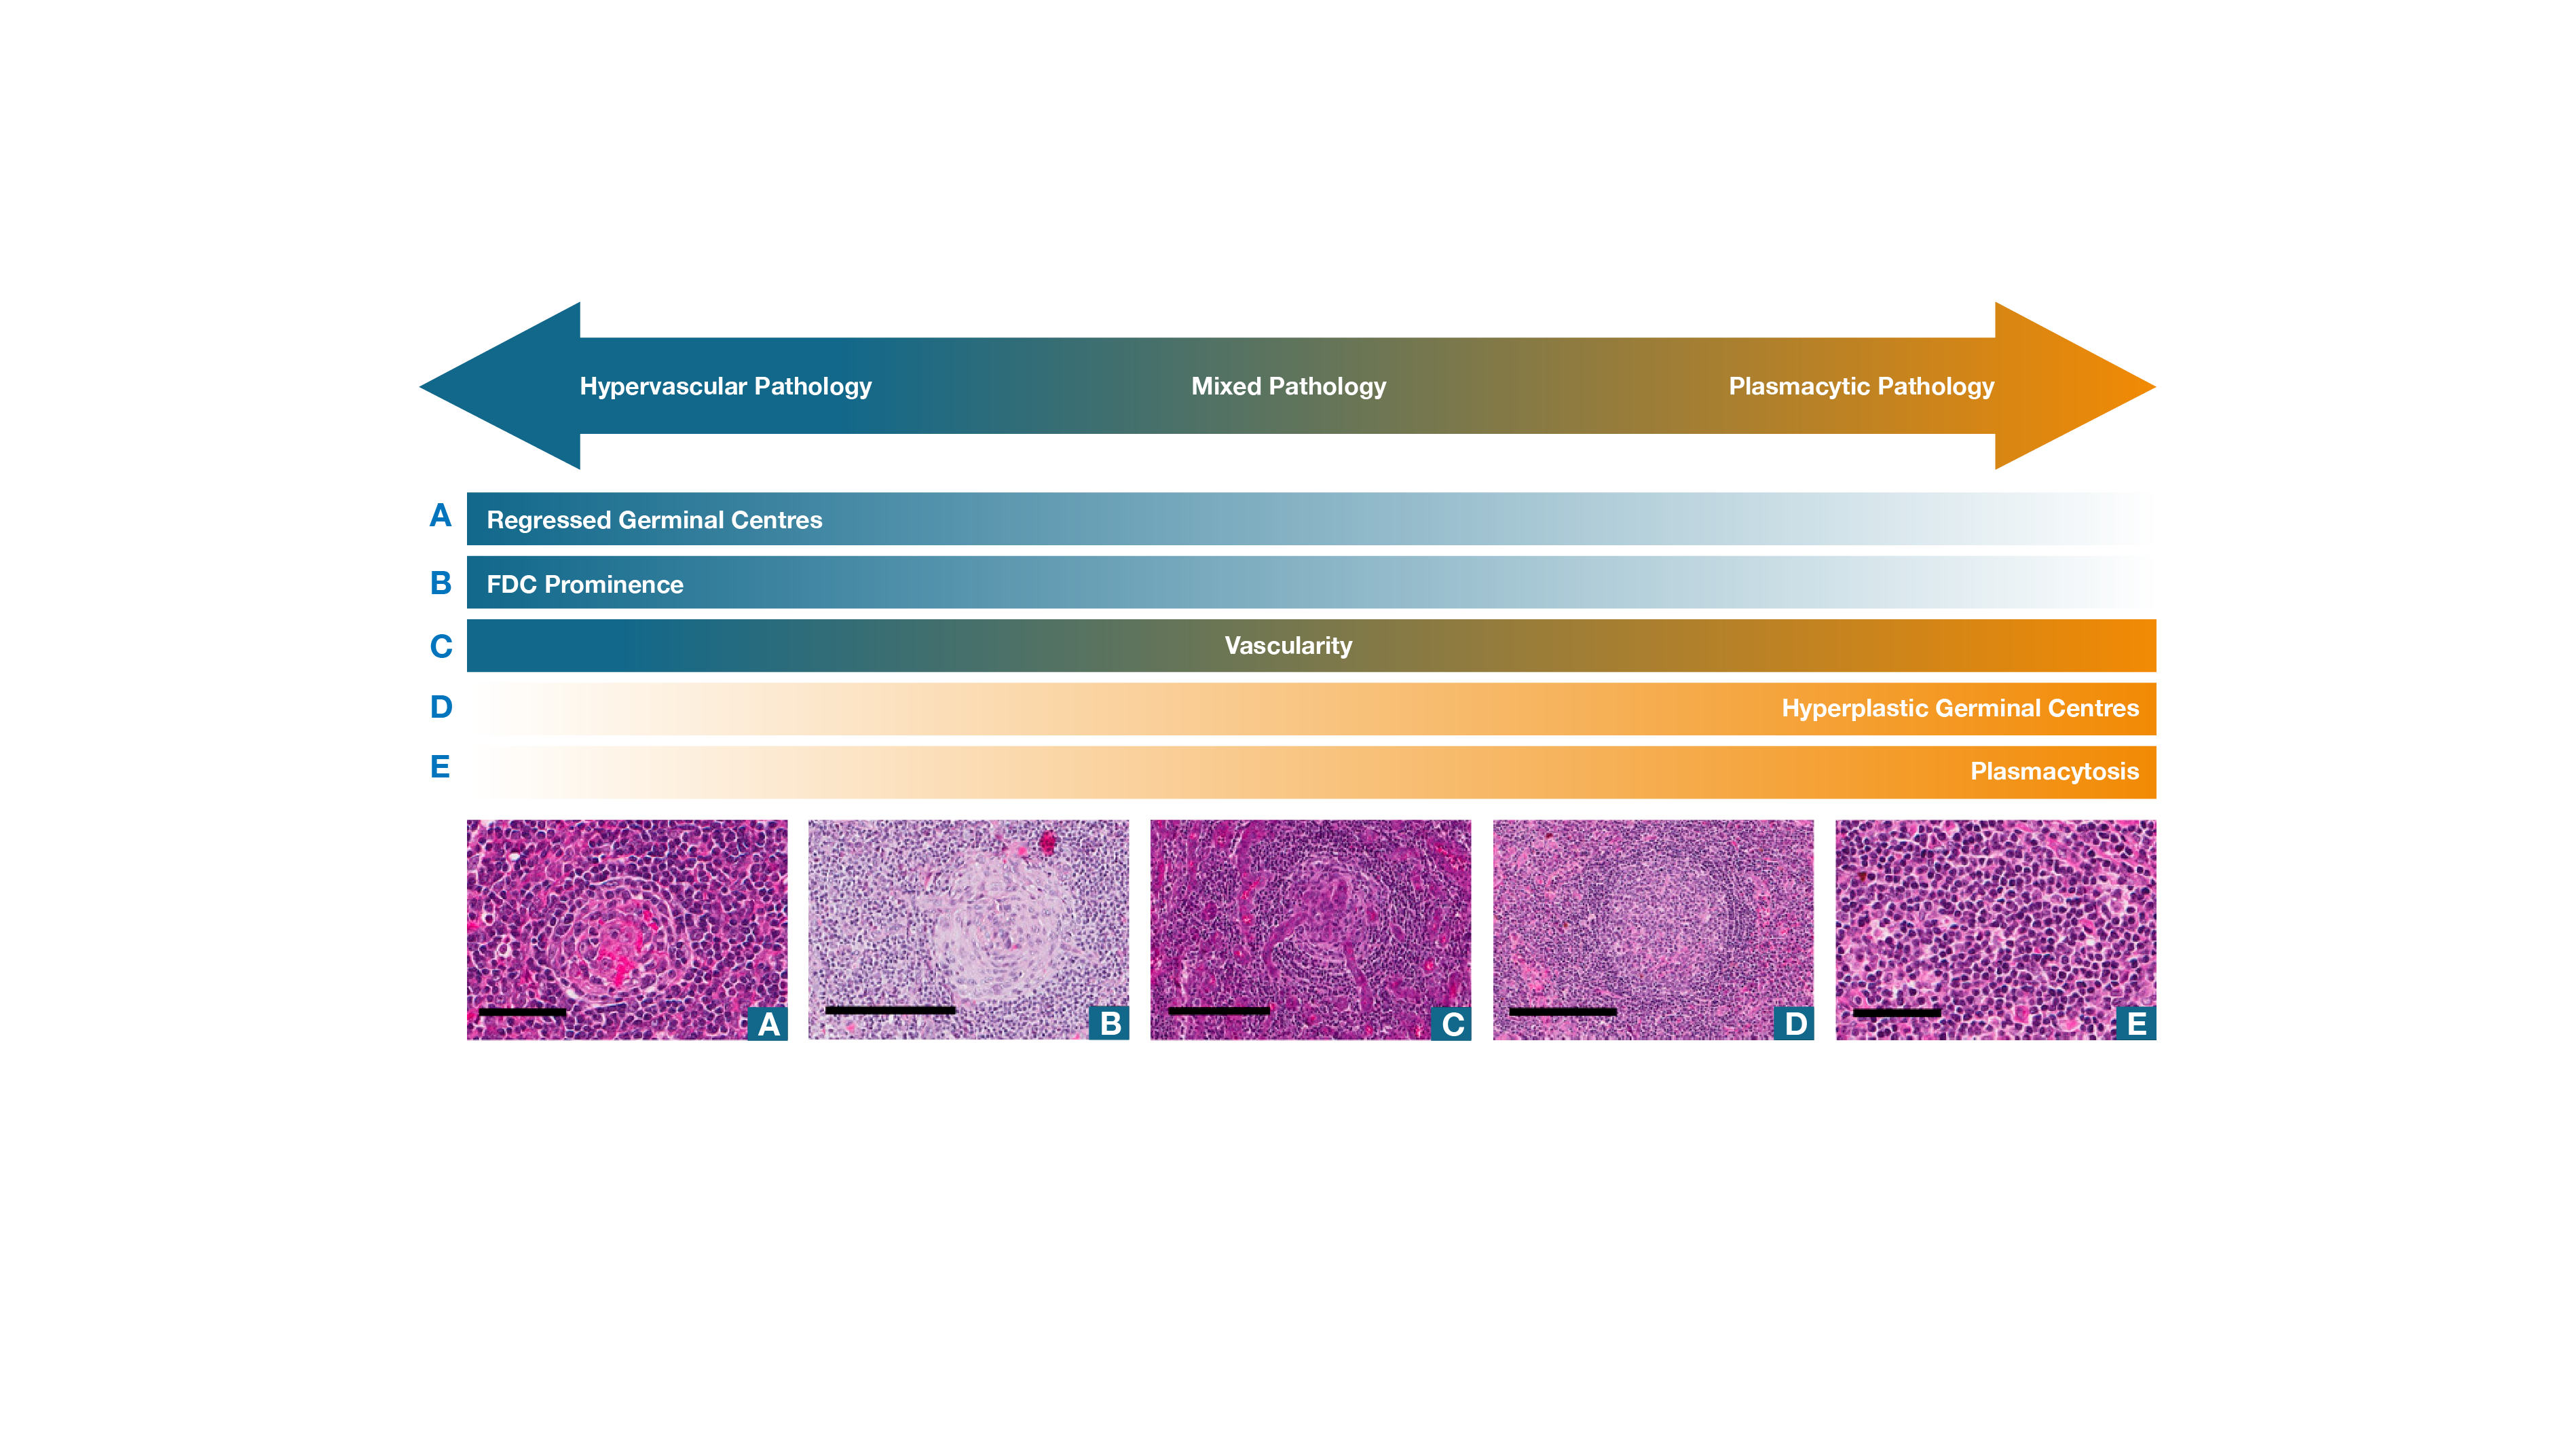 Hypervascular Pathology
Mixed Pathology
Plasmacytic Pathology
A
Regressed Germinal Centres
B
FDC Prominence
C
Vascularity
D
Hyperplastic Germinal Centres
E
Plasmacytosis
A
B
C
D
E